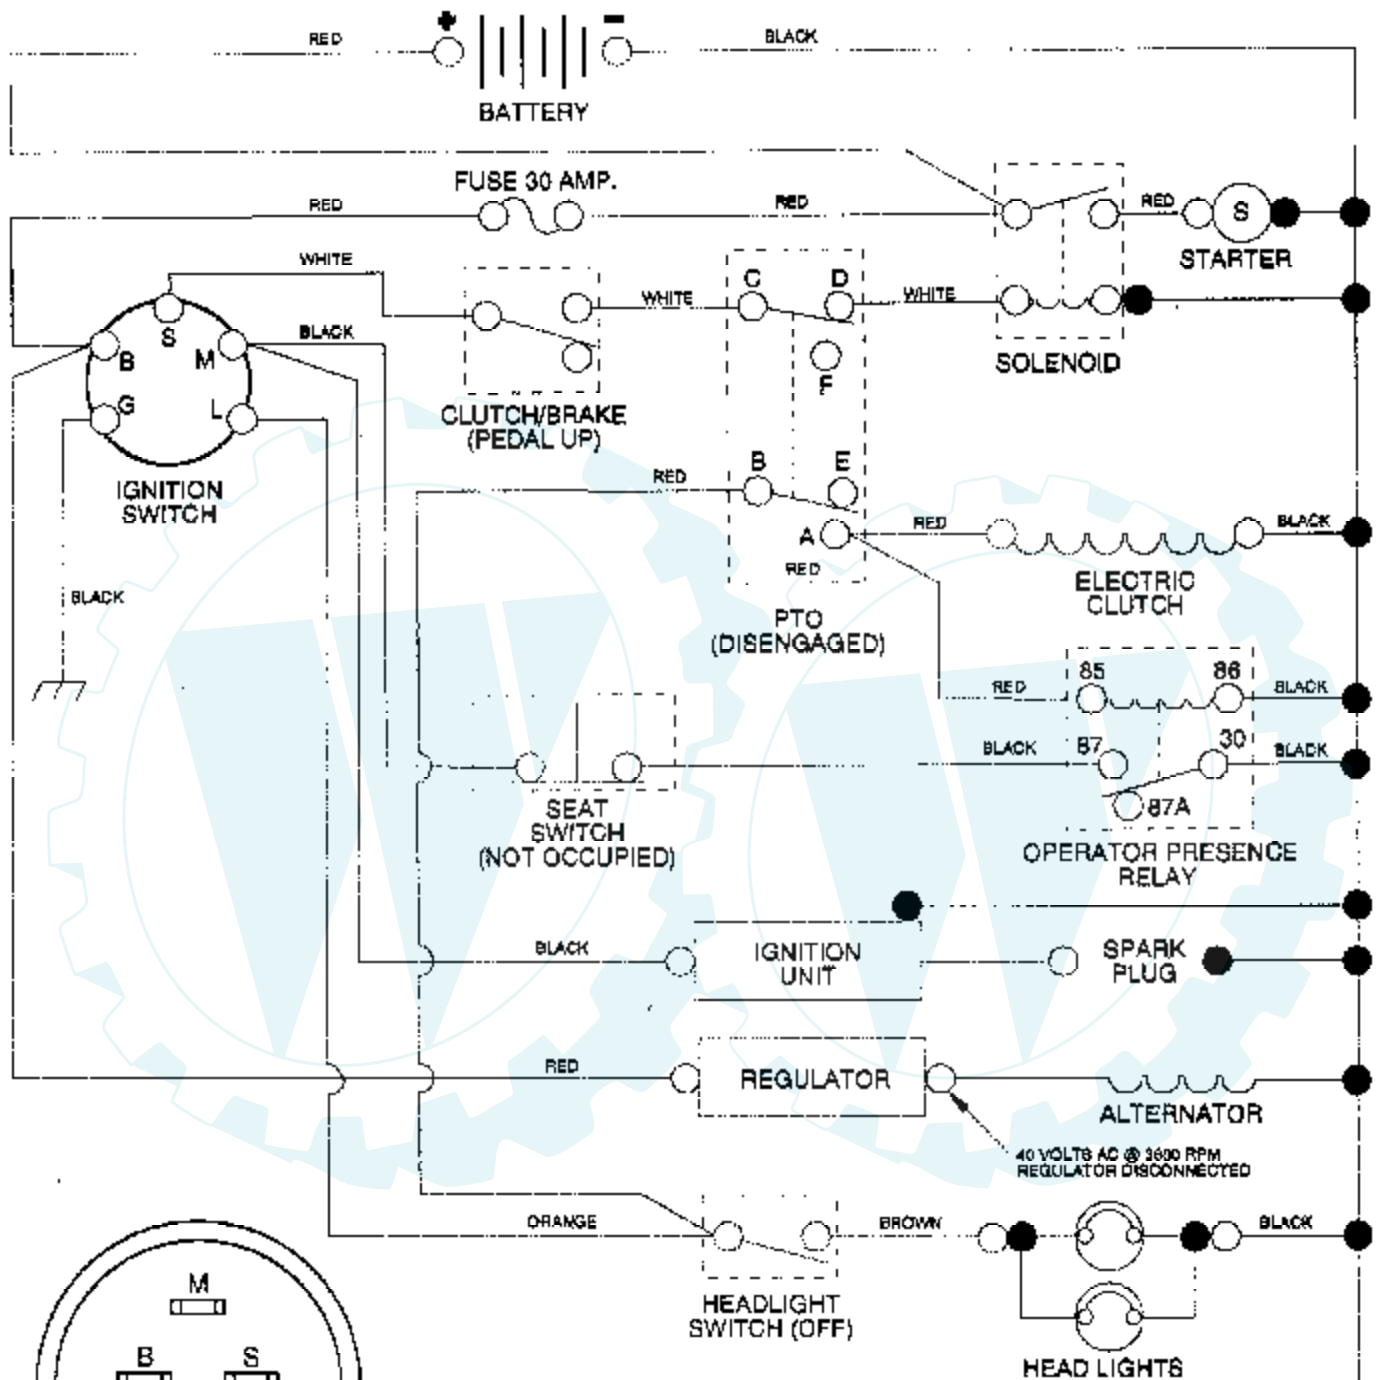 + -
RED
BLACK
BATTERY
FUSE 30 AMP.
RED
RED
RED
S
STARTER
WHITE
C
D
WHITE
WHITE
S
BLACK
B
M
F
SOLENOID
G
L
CLUTCH/BRAKE
(PEDAL UP)
IGNITION
SWITCH
B
E
RED
A
RED
BLACK
RED
ELECTRIC
CLUTCH
BLACK
PTO
(DISENGAGED)
85
86
RED
BLACK
87
30
BLACK
BLACK
87A
SEAT
SWITCH
(NOT OCCUPIED)
OPERATOR PRESENCE
RELAY
BLACK
IGNITION
UNIT
SPARK
PLUG
RED
REGULATOR
ALTERNATOR
40 VOLTS AC @ 3600 RPM
REGULATOR DISCONNECTED
ORANGE
BROWN
BLACK
M
HEADLIGHT
SWITCH (OFF)
B
S
HEAD LIGHTS